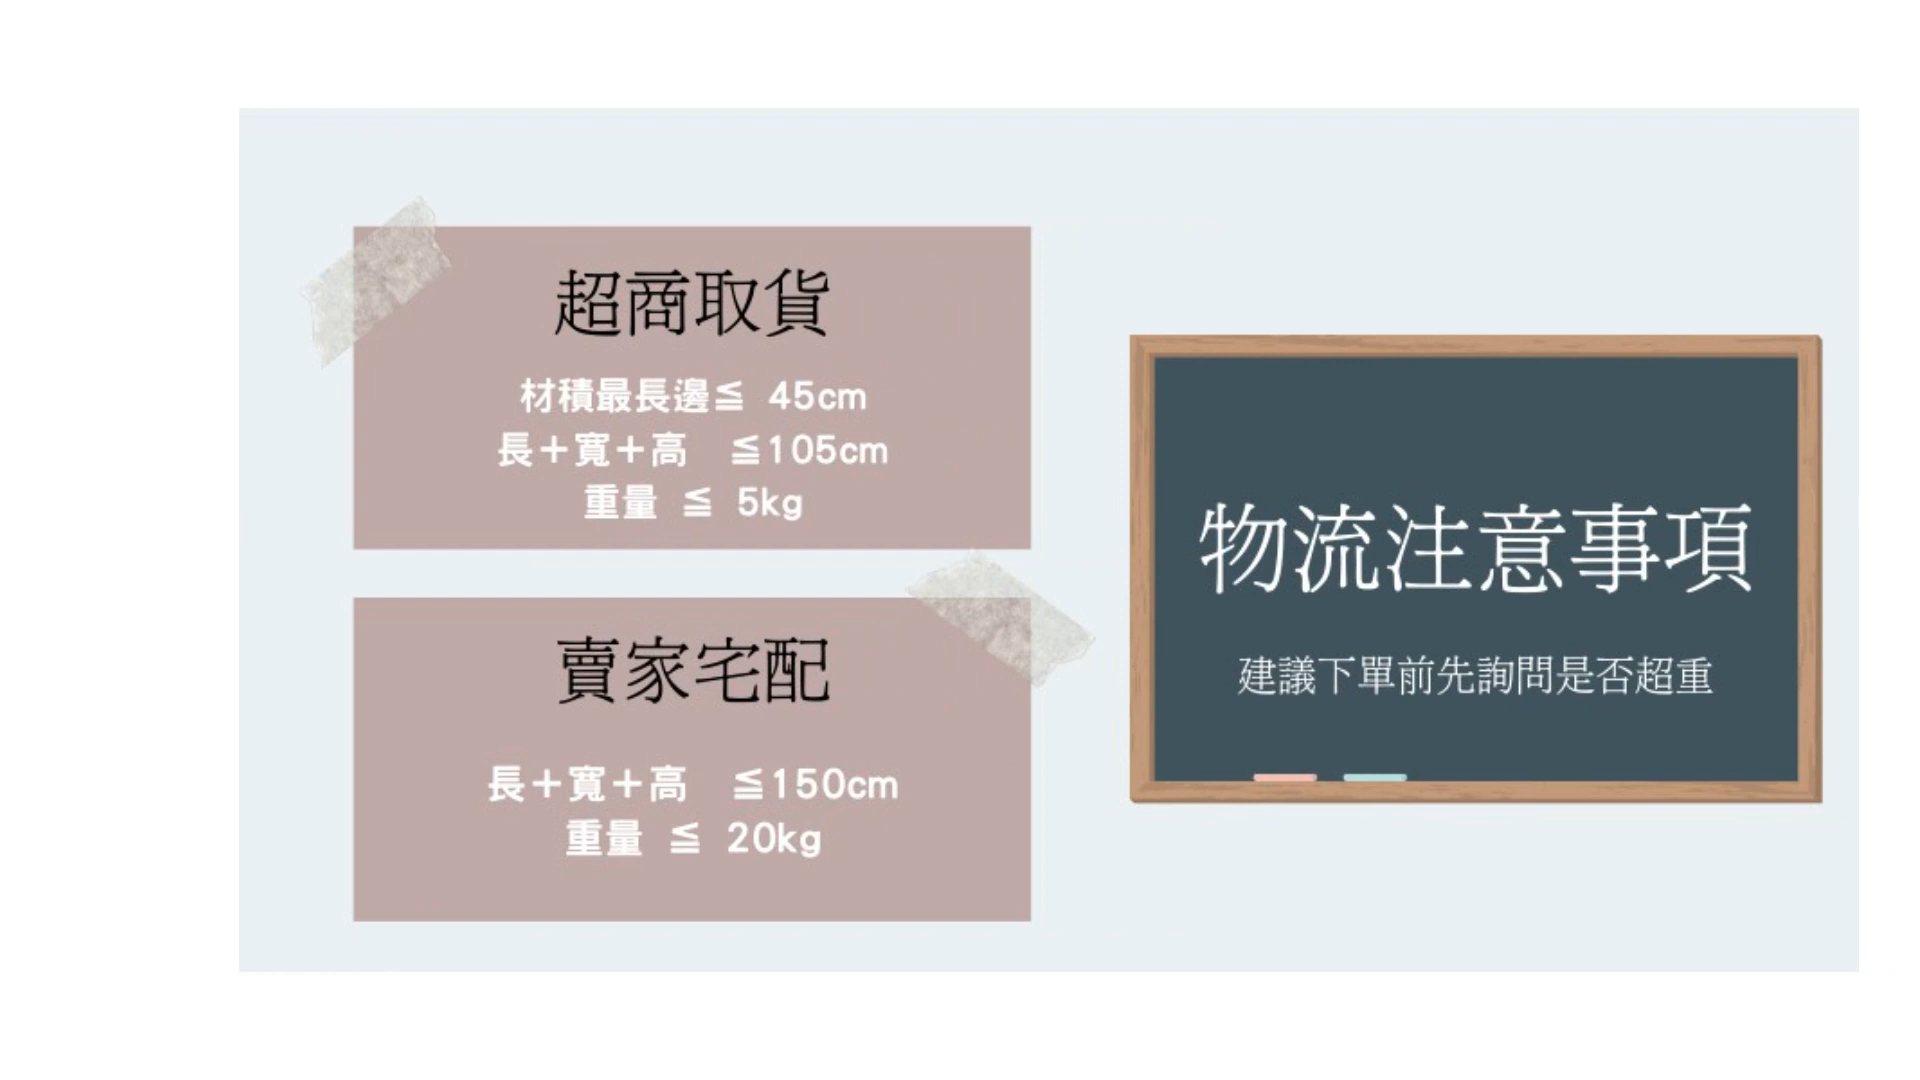 超商取貨
材積最長邊≦ 45cm
長＋寬＋高 ≦105cm
重量 ≦ 5kg
賣家宅配
長＋寬＋高 ≦150cm
重量 ≦ 20kg
物流注意事項
建議下單前先詢問是否超重